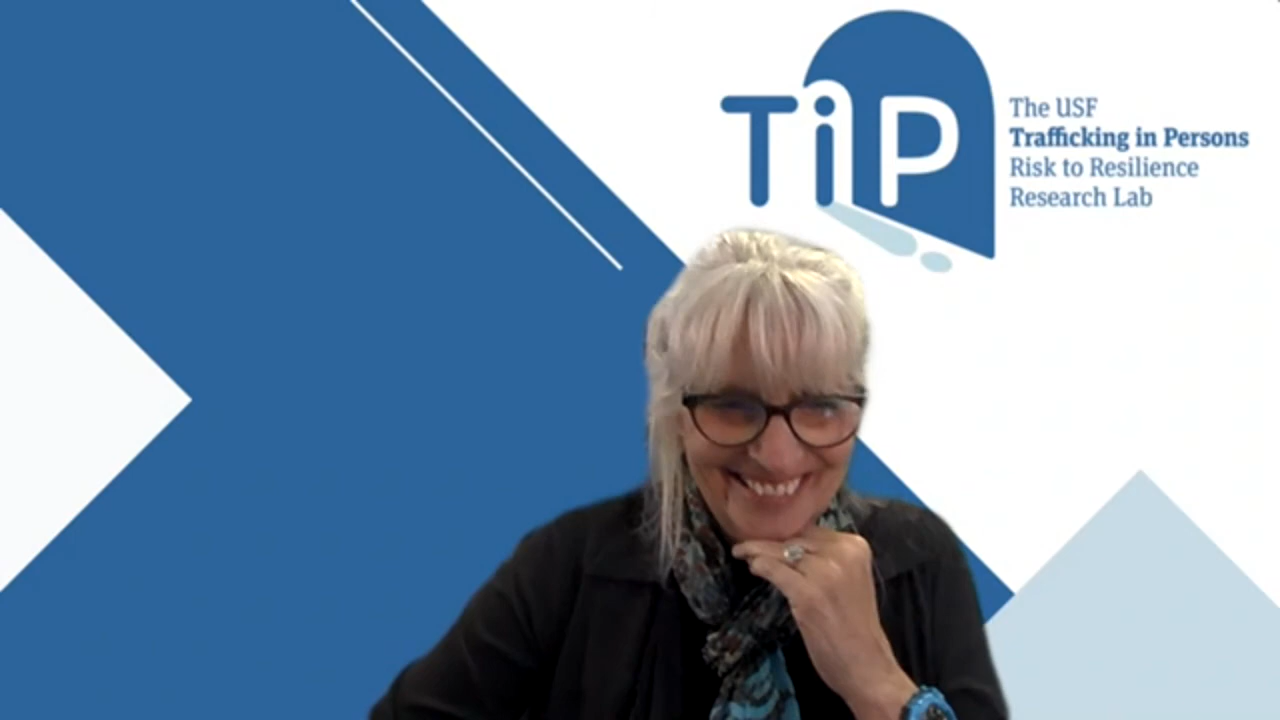 TiP
The USF
Trafficking in Persons
Risk to Resilience
Research Lab